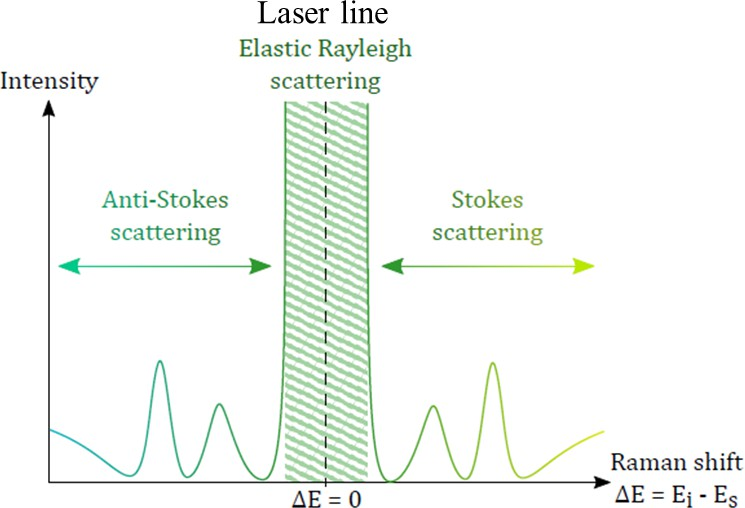 Laser line
Elastic Rayleigh
scattering
Intensity
Anti-Stokes
scattering
Stokes
scattering
Raman shift
ΔE = 0
ΔE = Eᵢ - Eₛ